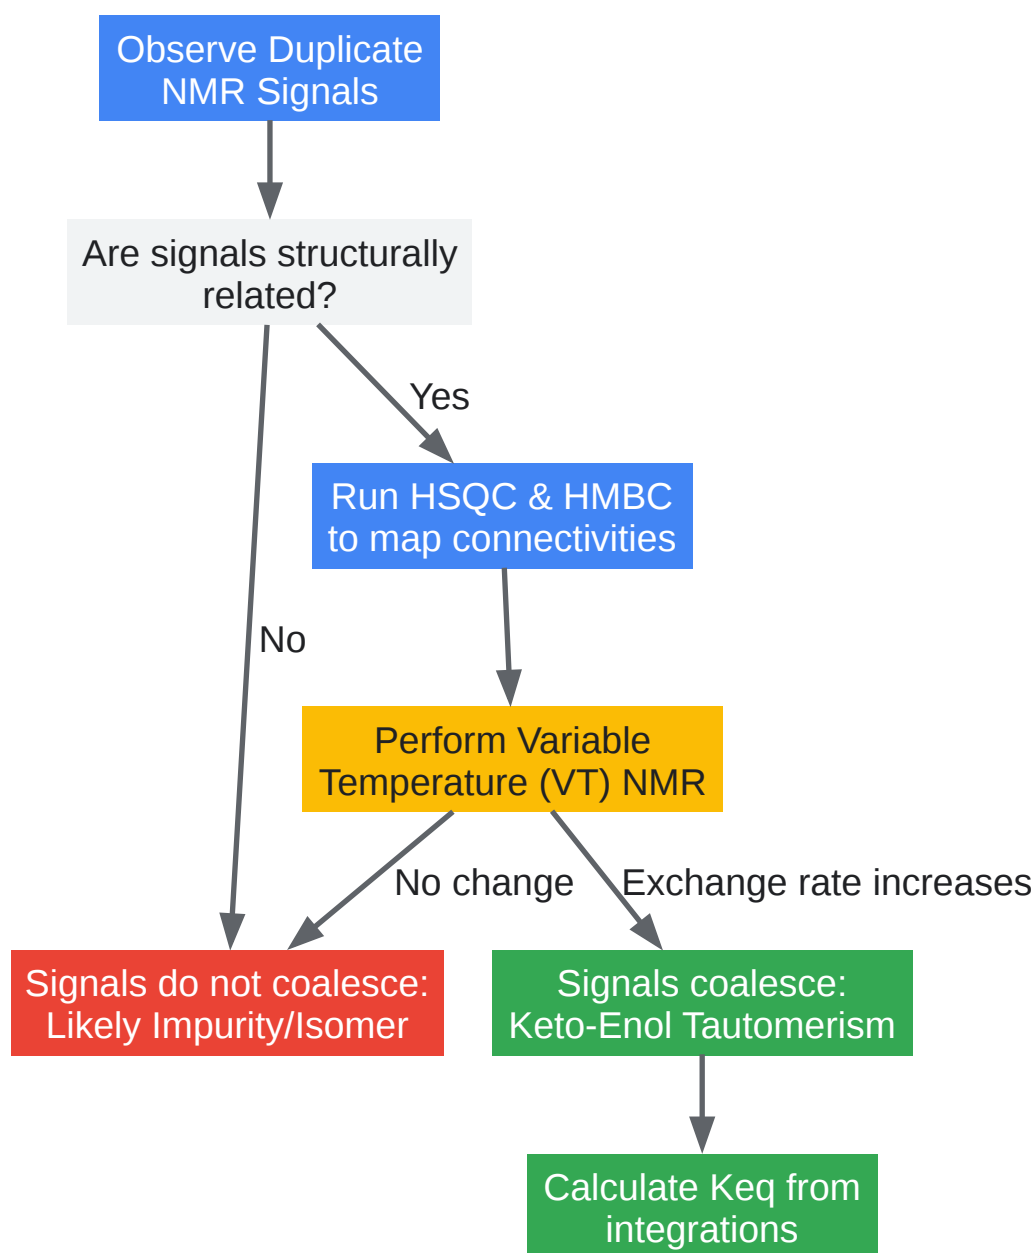 Observe Duplicate
NMR Signals
Are signals structurally
related?
Yes
Run HSQC & HMBC
to map connectivities
No
Perform Variable
Temperature (VT) NMR
No change
Exchange rate increases
Signals do not coalesce:
Likely Impurity/Isomer
Signals coalesce:
Keto-Enol Tautomerism
Calculate Keq from
integrations